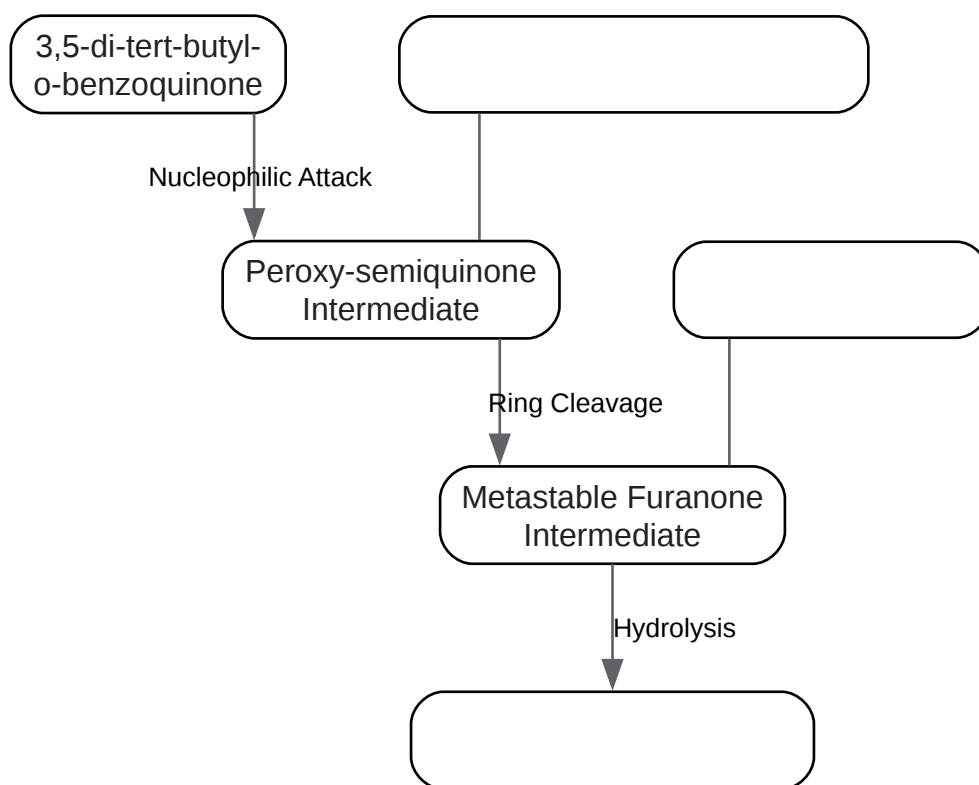 3,5-di-tert-butyl-
o-benzoquinone
Nucleophilic Attack
Peroxy-semiquinone
Intermediate
Ring Cleavage
Metastable Furanone
Intermediate
Hydrolysis